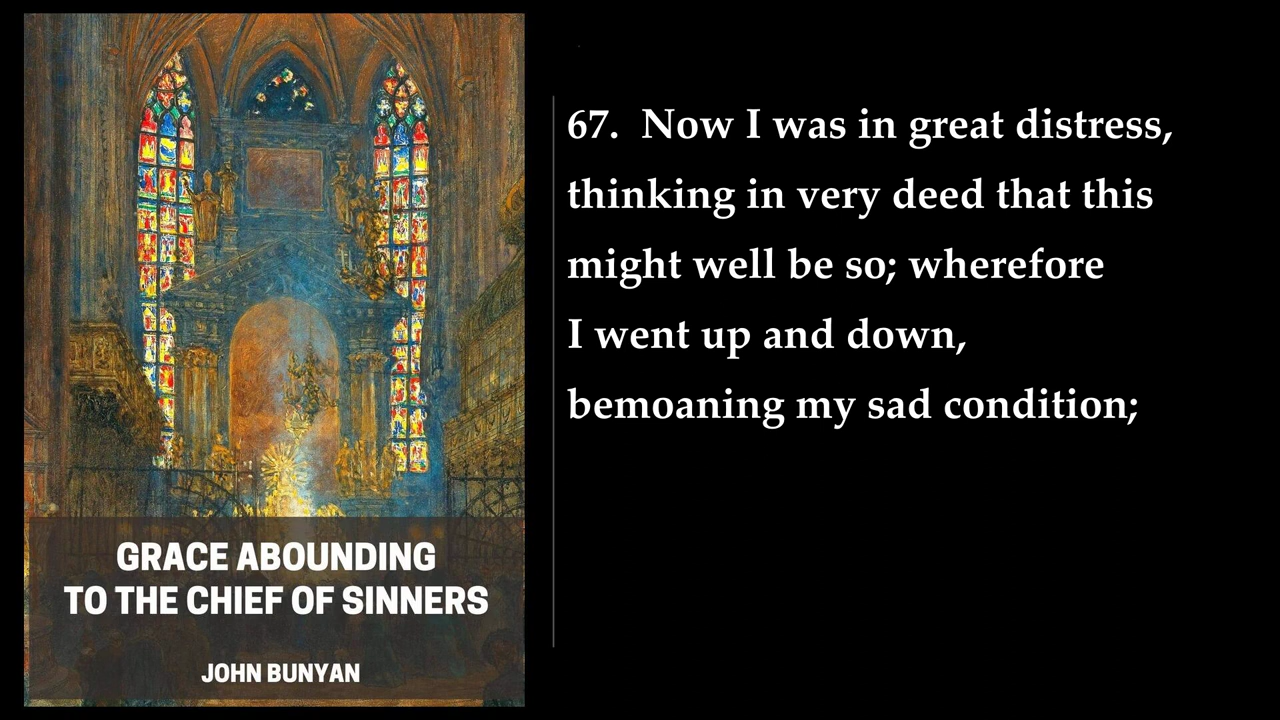 GRACE ABOUNDING
TO THE CHIEF OF SINNERS
JOHN BUNYAN
67. Now I was in great distress,
thinking in very deed that this
might well be so; wherefore
I went up and down,
bemoaning my sad condition;